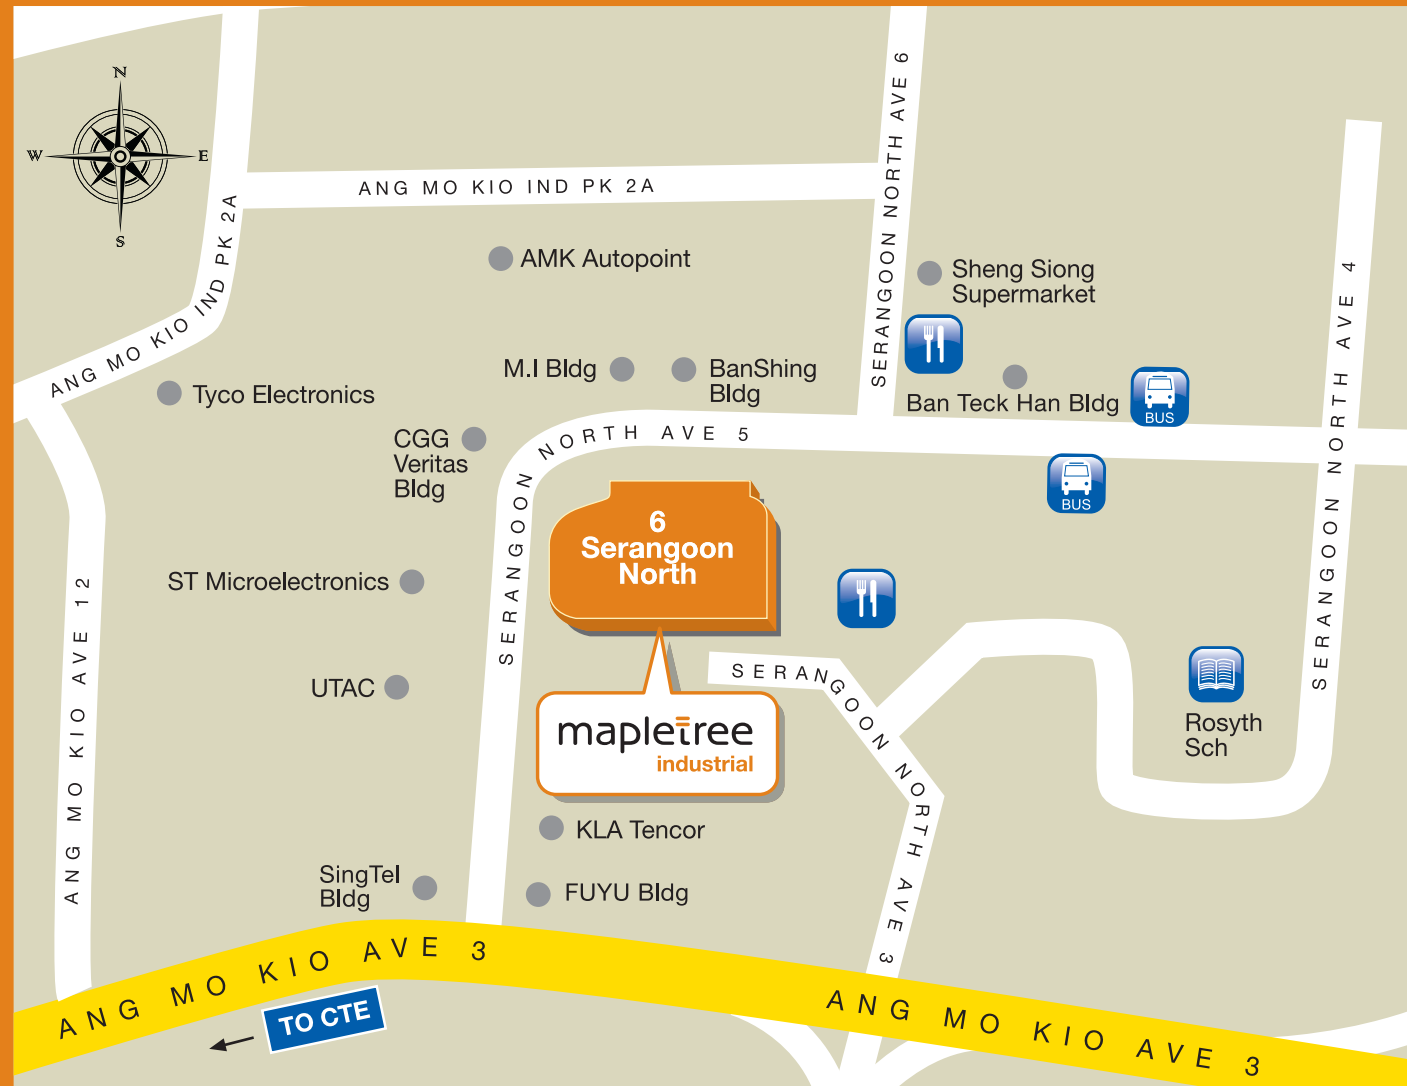 N
W
E
S
SERANGOON NORTH AVE 6
ANG MO KIO IND PK 2A
ANG MO KIO IND PK 2A
AMK Autopoint
Sheng Siong
Supermarket
SERANGOON NORTH AVE 4
M.I Bldg
BanShing
Bldg
Tyco Electronics
Ban Teck Han Bldg
BUS
SERANGOON NORTH AVE 5
CGG
Veritas
Bldg
BUS
6
Serangoon
North
ST Microelectronics
ANG MO KIO AVE 12
UTAC
SERANGOON NORTH AVE 3
Rosyth
Sch
mapletree
industrial
KLA Tencor
SingTel
Bldg
FUYU Bldg
ANG MO KIO AVE 3
ANG MO KIO AVE 3
TO CTE